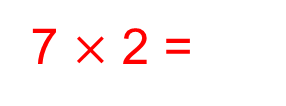 7 × 2 =